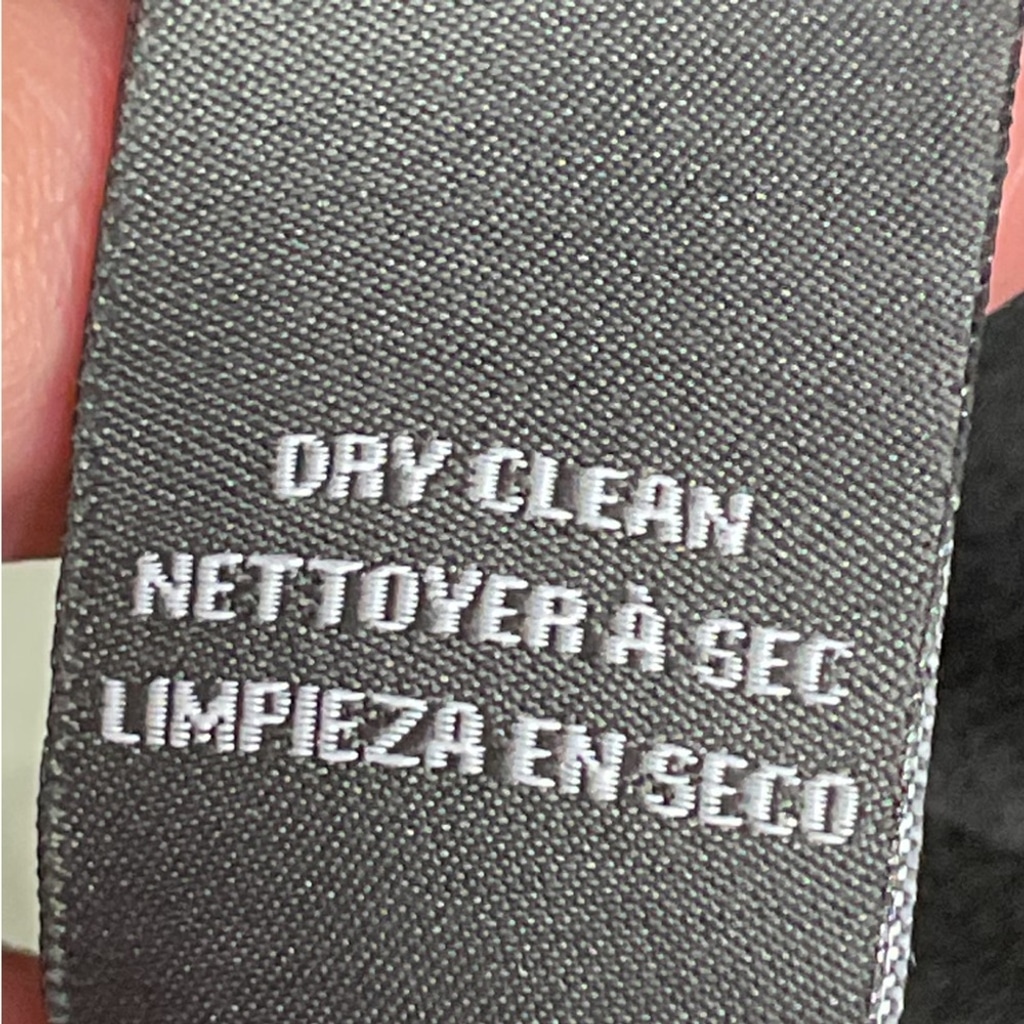 DRY CLEAN
NETTOYER À SEC
LIMPIEZA EN SECO